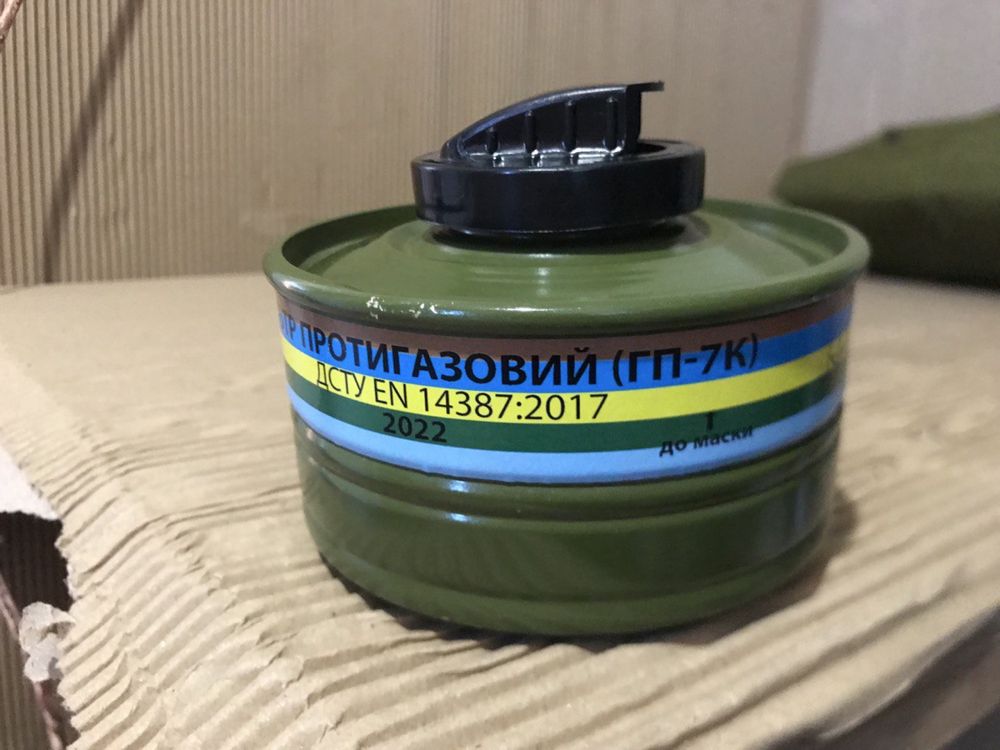 ПРОТИГАЗОВИЙ (ГП-7К)
ДСТУ EN 14387:2017
2022
до маски